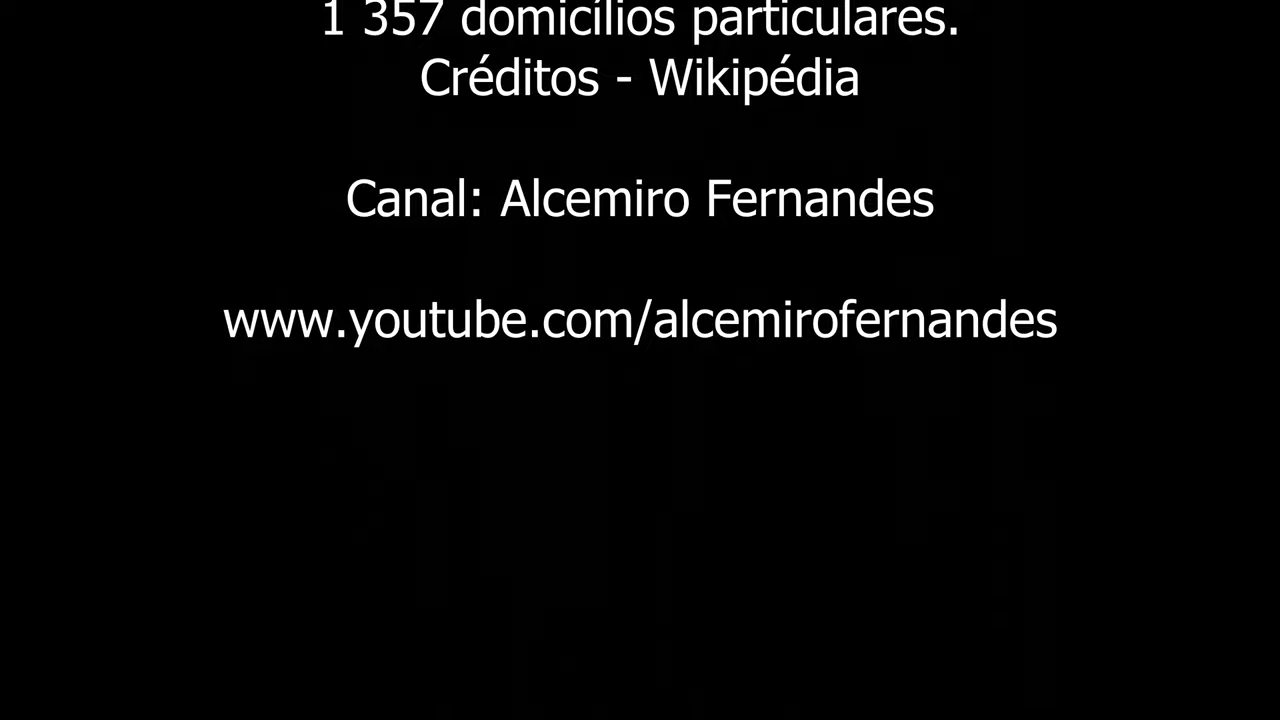 1 357 domicílios particulares.
Créditos - Wikipédia
Canal: Alcemiro Fernandes
www.youtube.com/alcemirofernandes